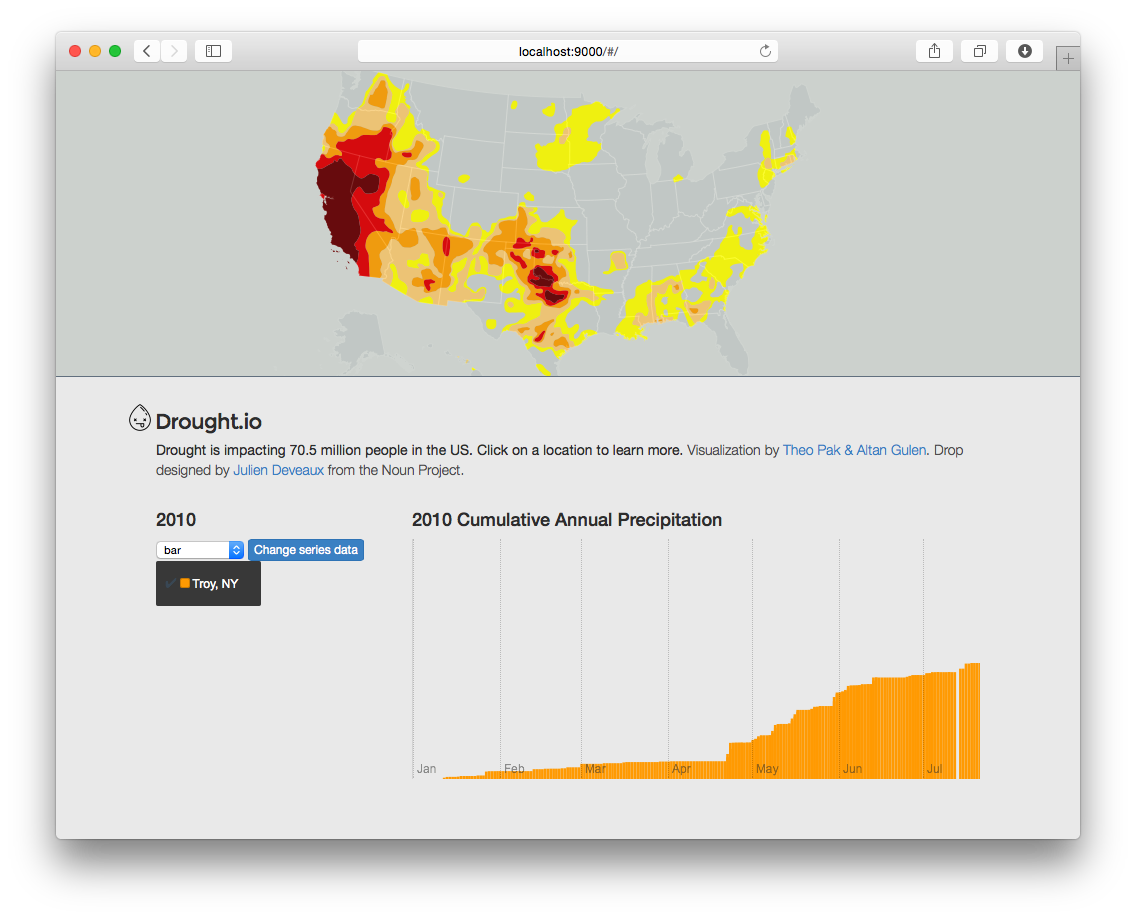 localhost:9000/#/
Drought.io
Drought is impacting 70.5 million people in the US. Click on a location to learn more. Visualization by Theo Pak & Altan Gulen. Drop
designed by Julien Deveaux from the Noun Project.
2010
bar
Change series data
Troy, NY
2010 Cumulative Annual Precipitation
Jan Feb Mar Apr May Jun Jul